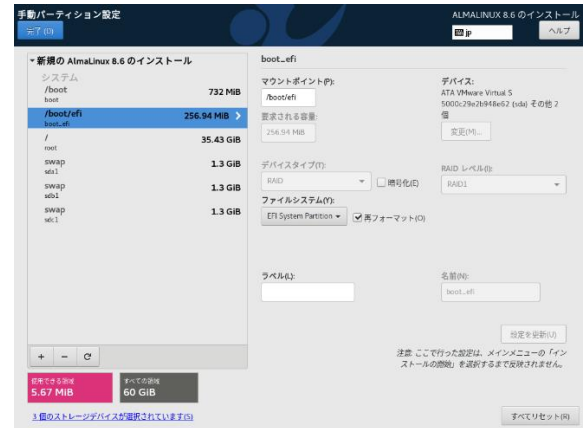 手動パーティション設定
ALMALINUX 8.6 のインストール
完了(D)
jp
ヘルプ
新規の AlmaLinux 8.6 のインストール
システム
/boot
boot
732 MiB
/boot/efi
boot_efi
256.94 MiB
/
root
35.43 GiB
swap
sda1
1.3 GiB
swap
sdb1
1.3 GiB
swap
sdc1
1.3 GiB
+ −
使用できる領域
5.67 MiB
すべての領域
60 GiB
3 個のストレージデバイスが選択されています(S)
boot_efi
マウントポイント(P):
/boot/efi
要求される容量:
256.94 MiB
デバイス:
ATA VMware Virtual S
5000c29e2b948e62 (sda) その他 2
個
変更(M)...
デバイスタイプ(T):
RAID
暗号化(E)
RAID レベル(I):
RAID1
ファイルシステム(Y):
EFI System Partition
再フォーマット(O)
ラベル(L):
名前(N):
boot_efi
設定を更新(U)
注意: ここで行った設定は、メインメニューの「イン
ストールの開始」を選択するまで反映されません。
すべてリセット(R)